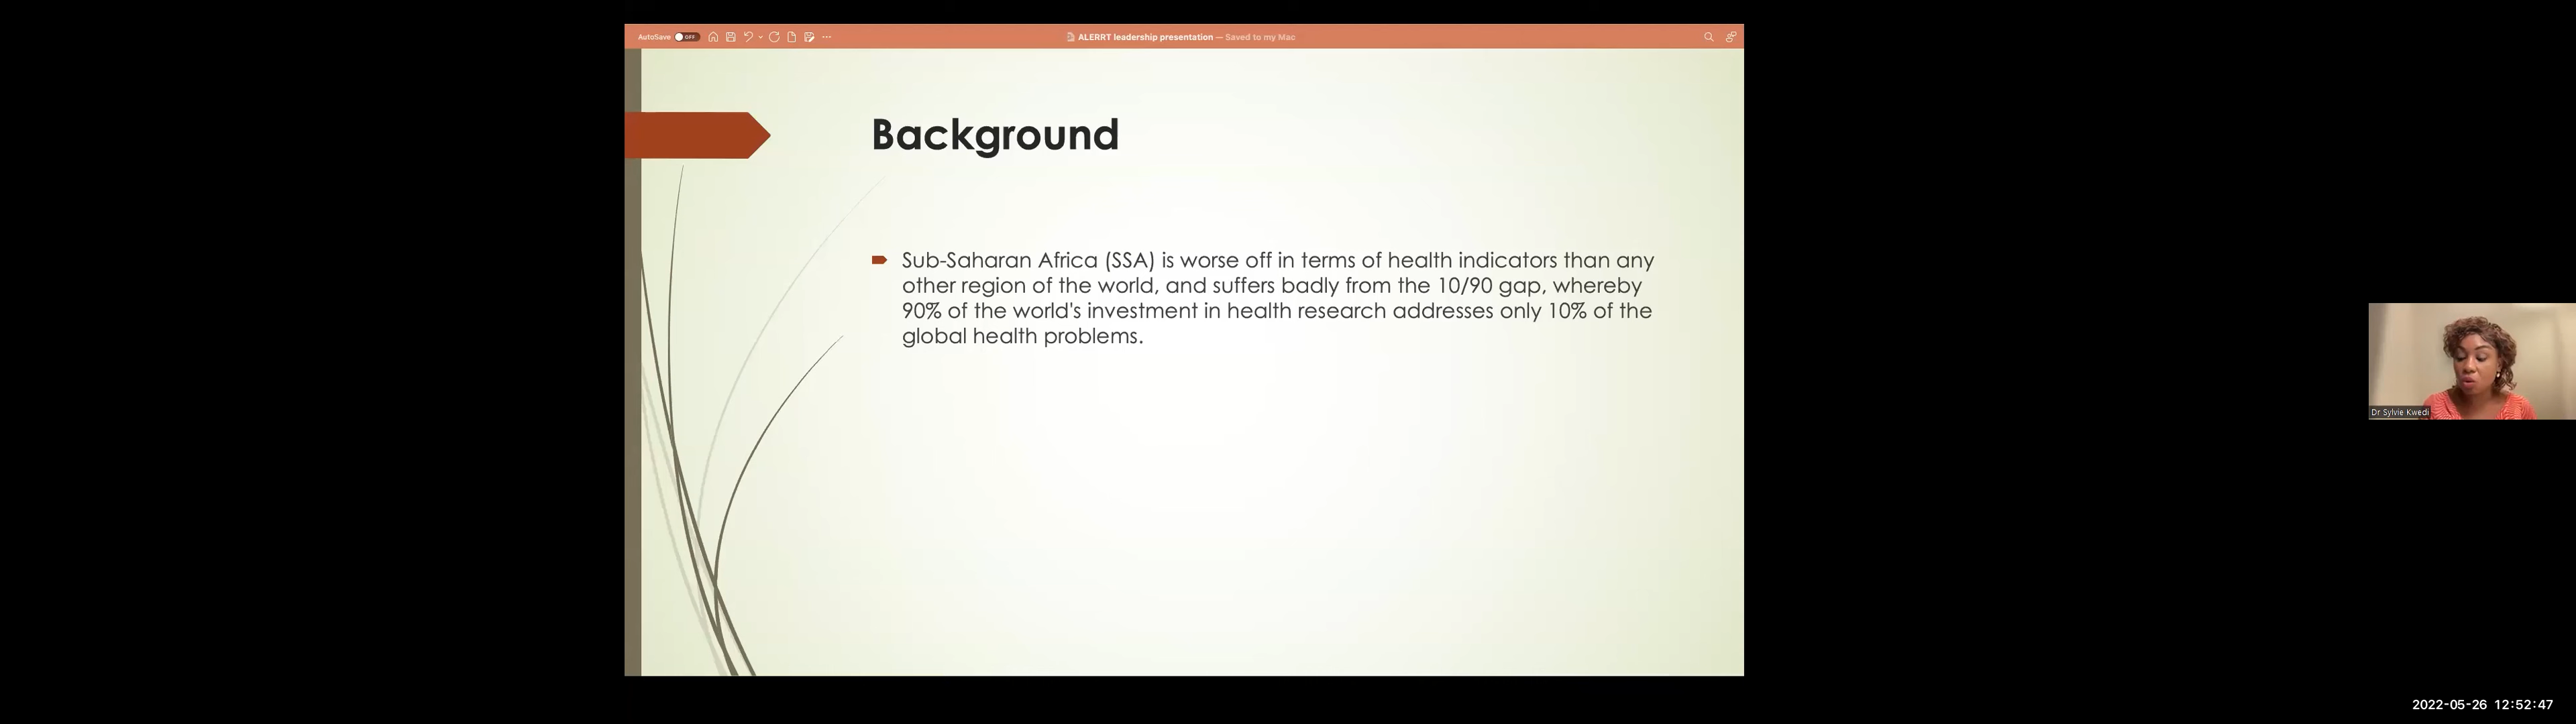 AutoSave OFF
ALERRT leadership presentation — Saved to my Mac
Background
Sub-Saharan Africa (SSA) is worse off in terms of health indicators than any
other region of the world, and suffers badly from the 10/90 gap, whereby
90% of the world's investment in health research addresses only 10% of the
global health problems.
Dr Sylvie Kwedi
2022-05-26 12:52:47